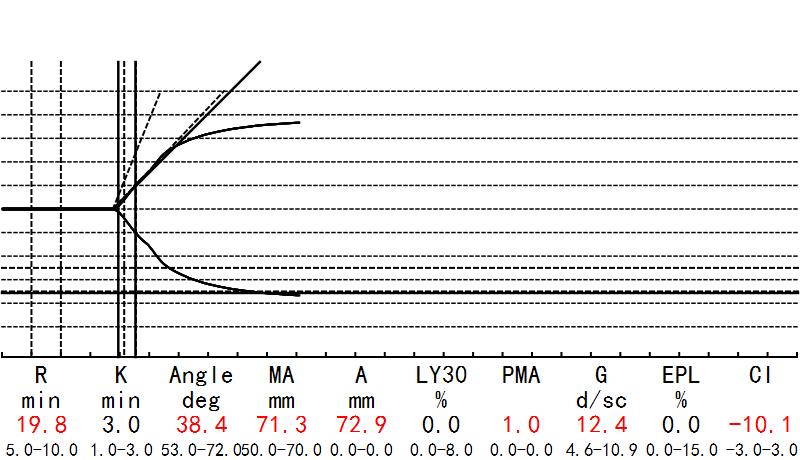 R K Angle MA A LY30 PMA G EPL CI
min min deg mm mm % d/sc %
19.8 3.0 38.4 71.3 72.9 0.0 1.0 12.4 0.0 -10.1
5.0-10.0 1.0-3.0 53.0-72.0 50.0-70.0 0.0-0.0 0.0-8.0 0.0-0.0 4.6-10.9 0.0-15.0 -3.0-3.0